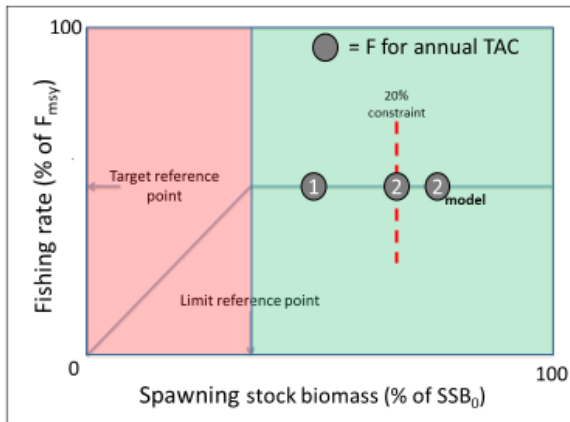 100
= F for annual TAC
20%
constraint
Fishing rate (% of Fmsy)
Target reference
point
1
2
2
model
Limit reference point
0
100
Spawning stock biomass (% of SSB0)